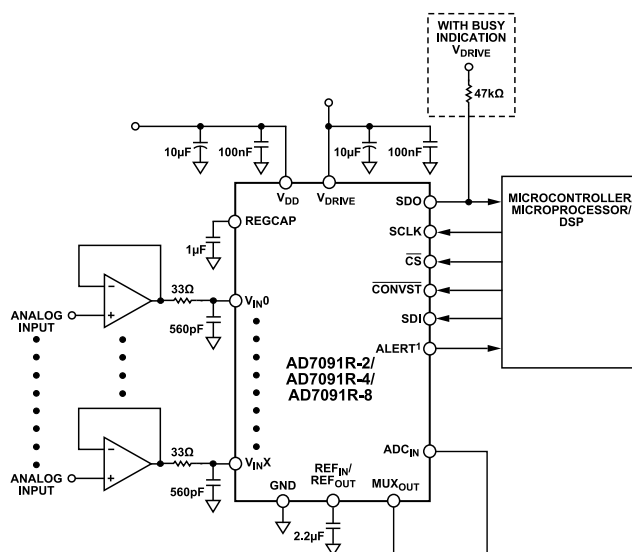 WITH BUSY
INDICATION
VDRIVE
47kΩ
10µF
100nF
10µF
100nF
VDD
VDRIVE
REGCAP
1µF
SDO
SCLK
CS
CONVST
SDI
ALERT1
MICROCONTROLLER/
MICROPROCESSOR/
DSP
33Ω
VIN0
560pF
ANALOG
INPUT
AD7091R-2/
AD7091R-4/
AD7091R-8
33Ω
VINX
560pF
ANALOG
INPUT
ADCIN
GND
REFIN/
REFOUT
MUXOUT
2.2µF